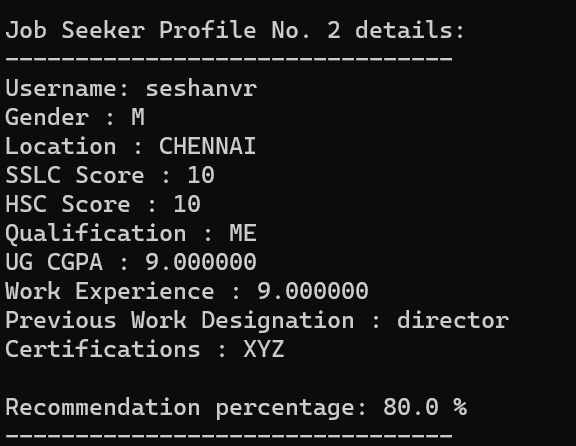 Job Seeker Profile No. 2 details:
--------------------------------
Username: seshanvr
Gender : M
Location : CHENNAI
SSLC Score : 10
HSC Score : 10
Qualification : ME
UG CGPA : 9.000000
Work Experience : 9.000000
Previous Work Designation : director
Certifications : XYZ

Recommendation percentage: 80.0 %
--------------------------------